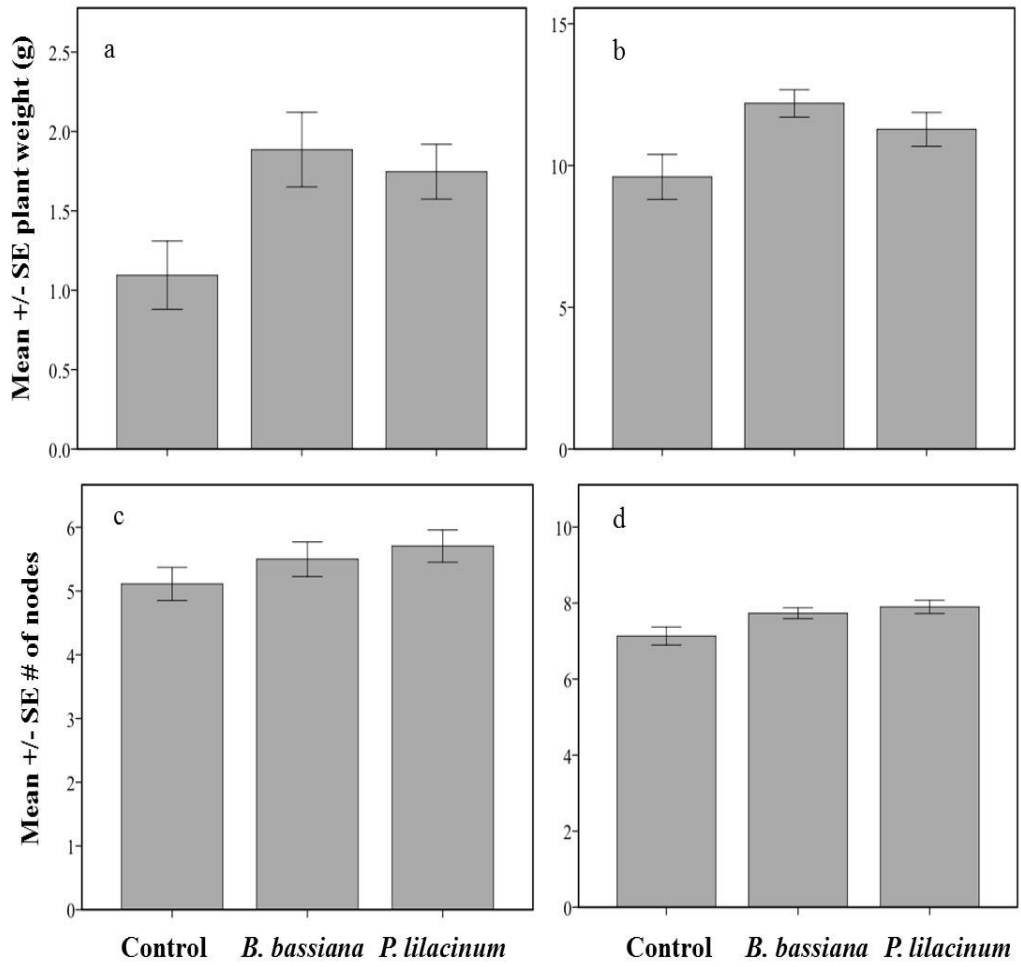 Mean +/- SE plant weight (g)
a
2.5
2.0
1.5
1.0
0.5
0.0
b
15
10
5
0
Mean +/- SE # of nodes
c
6
5
4
3
2
1
0
d
10
8
6
4
2
0
Control B. bassiana P. lilacinum
Control B. bassiana P. lilacinum